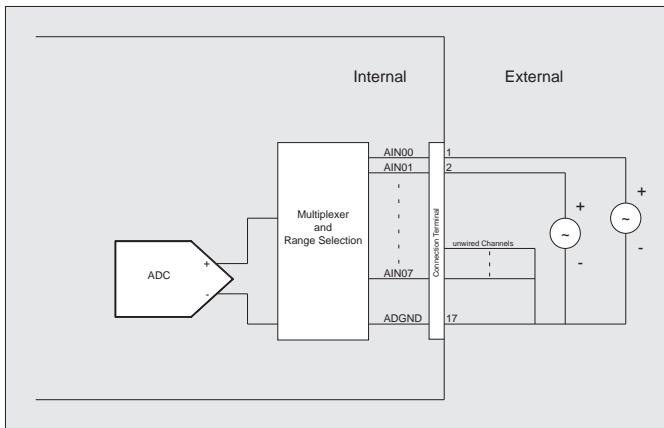 Internal
External
AIN00
1
AIN01
2
+
+
Multiplexer
and
Range Selection
Connection Terminal
~
~
unwired Channels
-
-
ADC
+
-
AIN07
ADGND
17